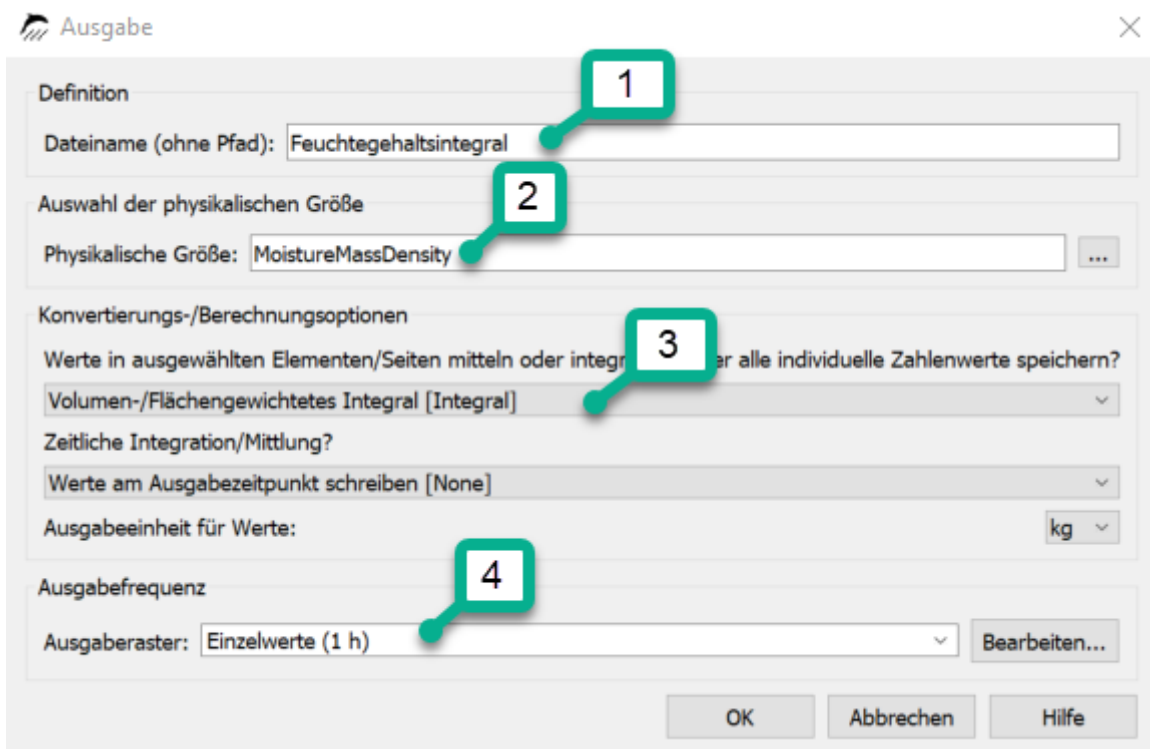 Ausgabe
1
Definition
Dateiname (ohne Pfad): Feuchtegehaltsintegral
2
Auswahl der physikalischen Größe
Physikalische Größe: MoistureMassDensity ...
Konvertierungs-/Berechnungsoptionen
3
Werte in ausgewählten Elementen/Seiten mitteln oder integ er alle individuelle Zahlenwerte speichern?
Volumen-/Flächengewichtetes Integral [Integral]
Zeitliche Integration/Mittlung?
Werte am Ausgabezeitpunkt schreiben [None]
Ausgabeeinheit für Werte: kg
4
Ausgabefrequenz
Ausgaberaster: Einzelwerte (1 h) Bearbeiten...
OK Abbrechen Hilfe